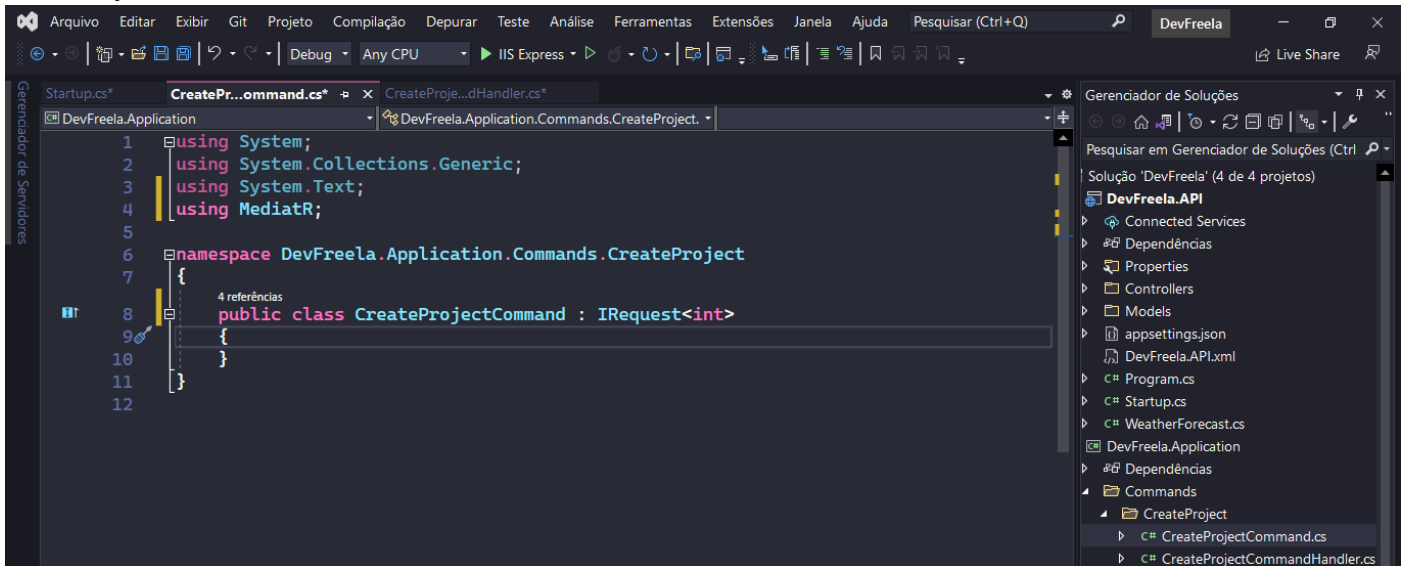 Arquivo Editar Exibir Git Projeto Compilação Depurar Teste Análise Ferramentas Extensões Janela Ajuda Pesquisar (Ctrl+Q) DevFreela
Debug Any CPU IIS Express Live Share
Gerenciador de Servidores
Startup.cs* CreatePr...ommand.cs* CreateProje...dHandler.cs*
DevFreela.Application DevFreela.Application.Commands.CreateProject.
1 using System;
2 using System.Collections.Generic;
3 using System.Text;
4 using MediatR;
5
6 namespace DevFreela.Application.Commands.CreateProject
7 {
4 referências
8 public class CreateProjectCommand : IRequest<int>
9 {
10 }
11 }
12
Gerenciador de Soluções
Pesquisar em Gerenciador de Soluções (Ctrl
Solução 'DevFreela' (4 de 4 projetos)
DevFreela.API
Connected Services
Dependências
Properties
Controllers
Models
appsettings.json
DevFreela.API.xml
C# Program.cs
C# Startup.cs
C# WeatherForecast.cs
C# DevFreela.Application
Dependências
Commands
CreateProject
C# CreateProjectCommand.cs
C# CreateProjectCommandHandler.cs